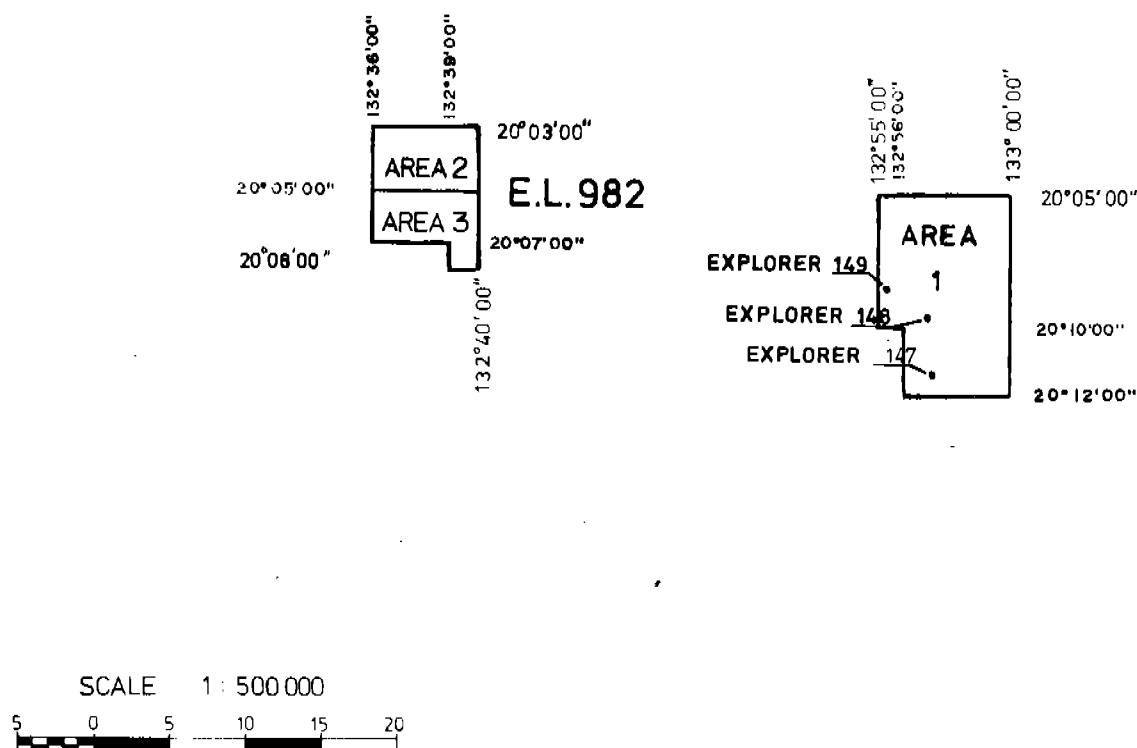 132°36'00"
132°39'00"
20°03'00"
AREA 2
20°05'00"
E.L. 982
AREA 3
20°07'00"
20°06'00"
132°40'00"
132°55'00"
132°56'00"
133°00'00"
20°05'00"
AREA
1
EXPLORER 149
EXPLORER 148
20°10'00"
EXPLORER 147
20°12'00"
SCALE 1 : 500 000
5 0 5 10 15 20